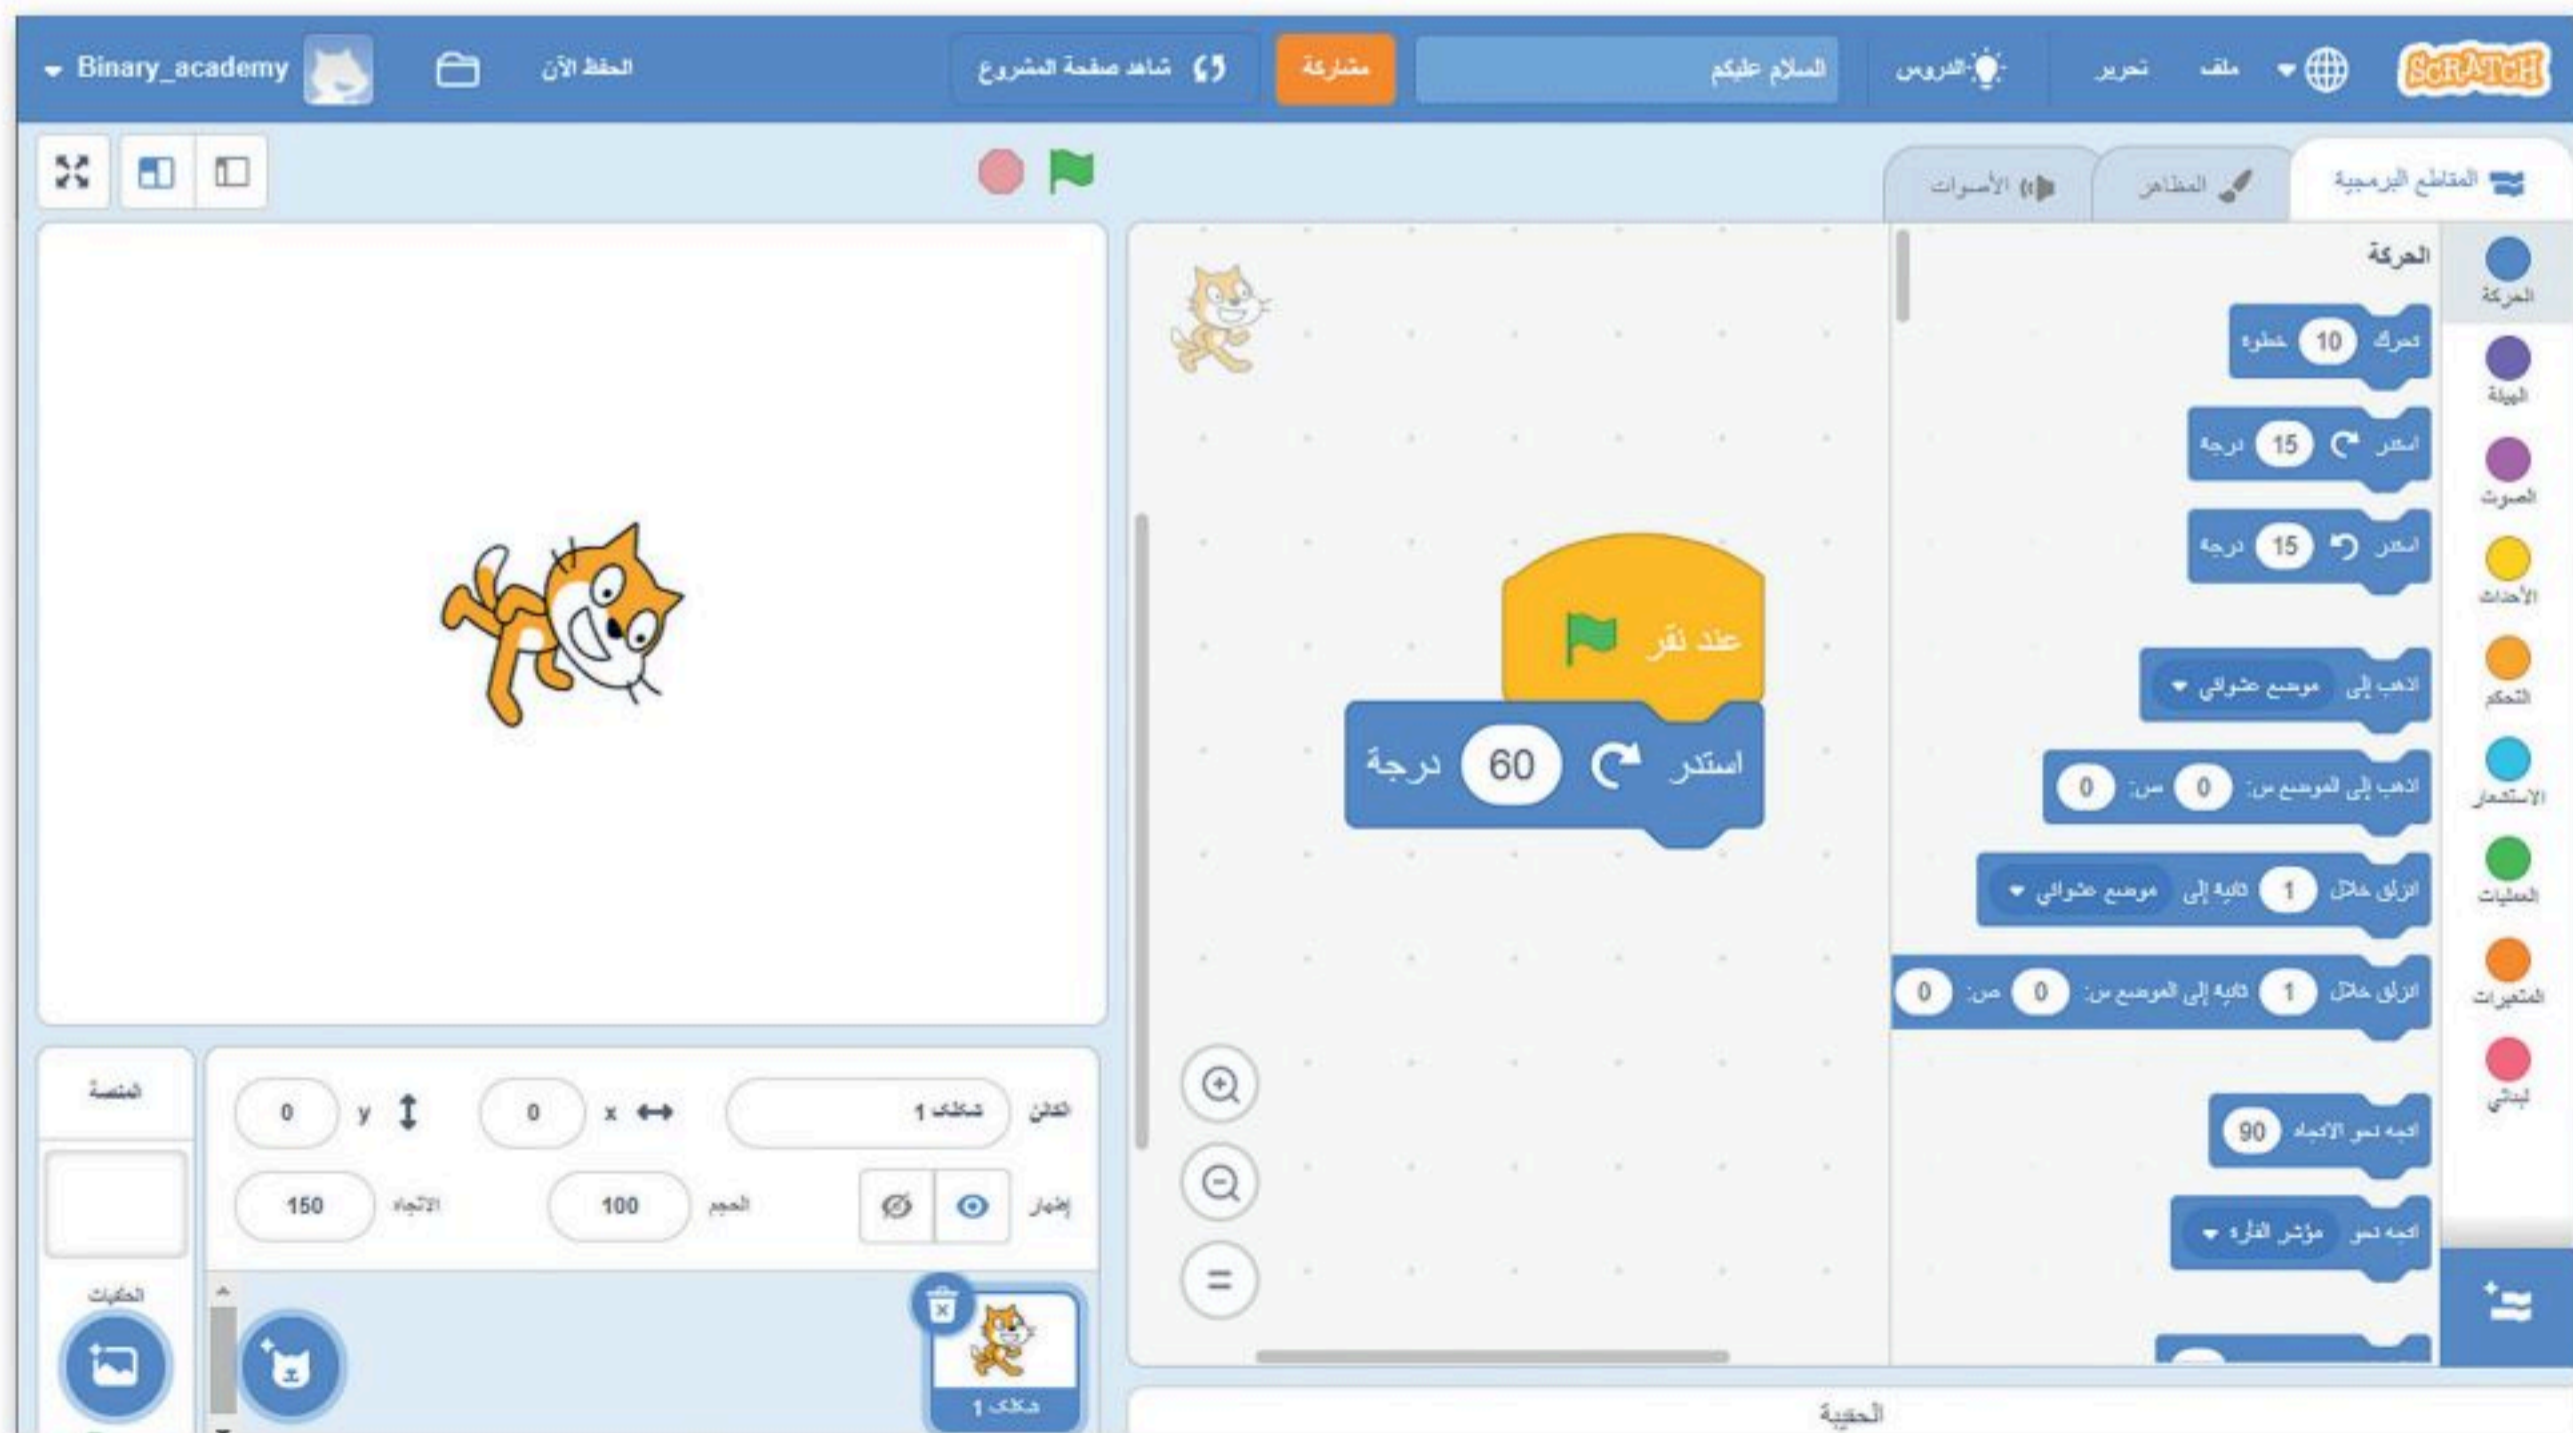 SCRATCH
ملف
تحرير
الدروس
السلام عليكم
مشاركة
شاهد صفحة المشروع
الحفظ الآن
Binary_academy
المقاطع البرمجية
المظاهر
الأصوات
الحركة
الهيئة
الصوت
الأحداث
التحكم
الاستشعار
العمليات
المتغيرات
لبناتي
الحركة
تحرك 10 خطوة
استدر 15 درجة
استدر 15 درجة
اذهب إلى موضع عشوائي
اذهب إلى الموضع س: 0 ص: 0
انزلق خلال 1 ثانية إلى موضع عشوائي
انزلق خلال 1 ثانية إلى الموضع س: 0 ص: 0
اتجه نحو الاتجاه 90
اتجه نحو مؤشر الفأرة
عند نقر
استدر 60 درجة
الحقيبة
الكائن شكلك 1 x 0 y 0
إظهار الحجم 100 الاتجاه 150
شكلك 1
المنصة
الخلفيات